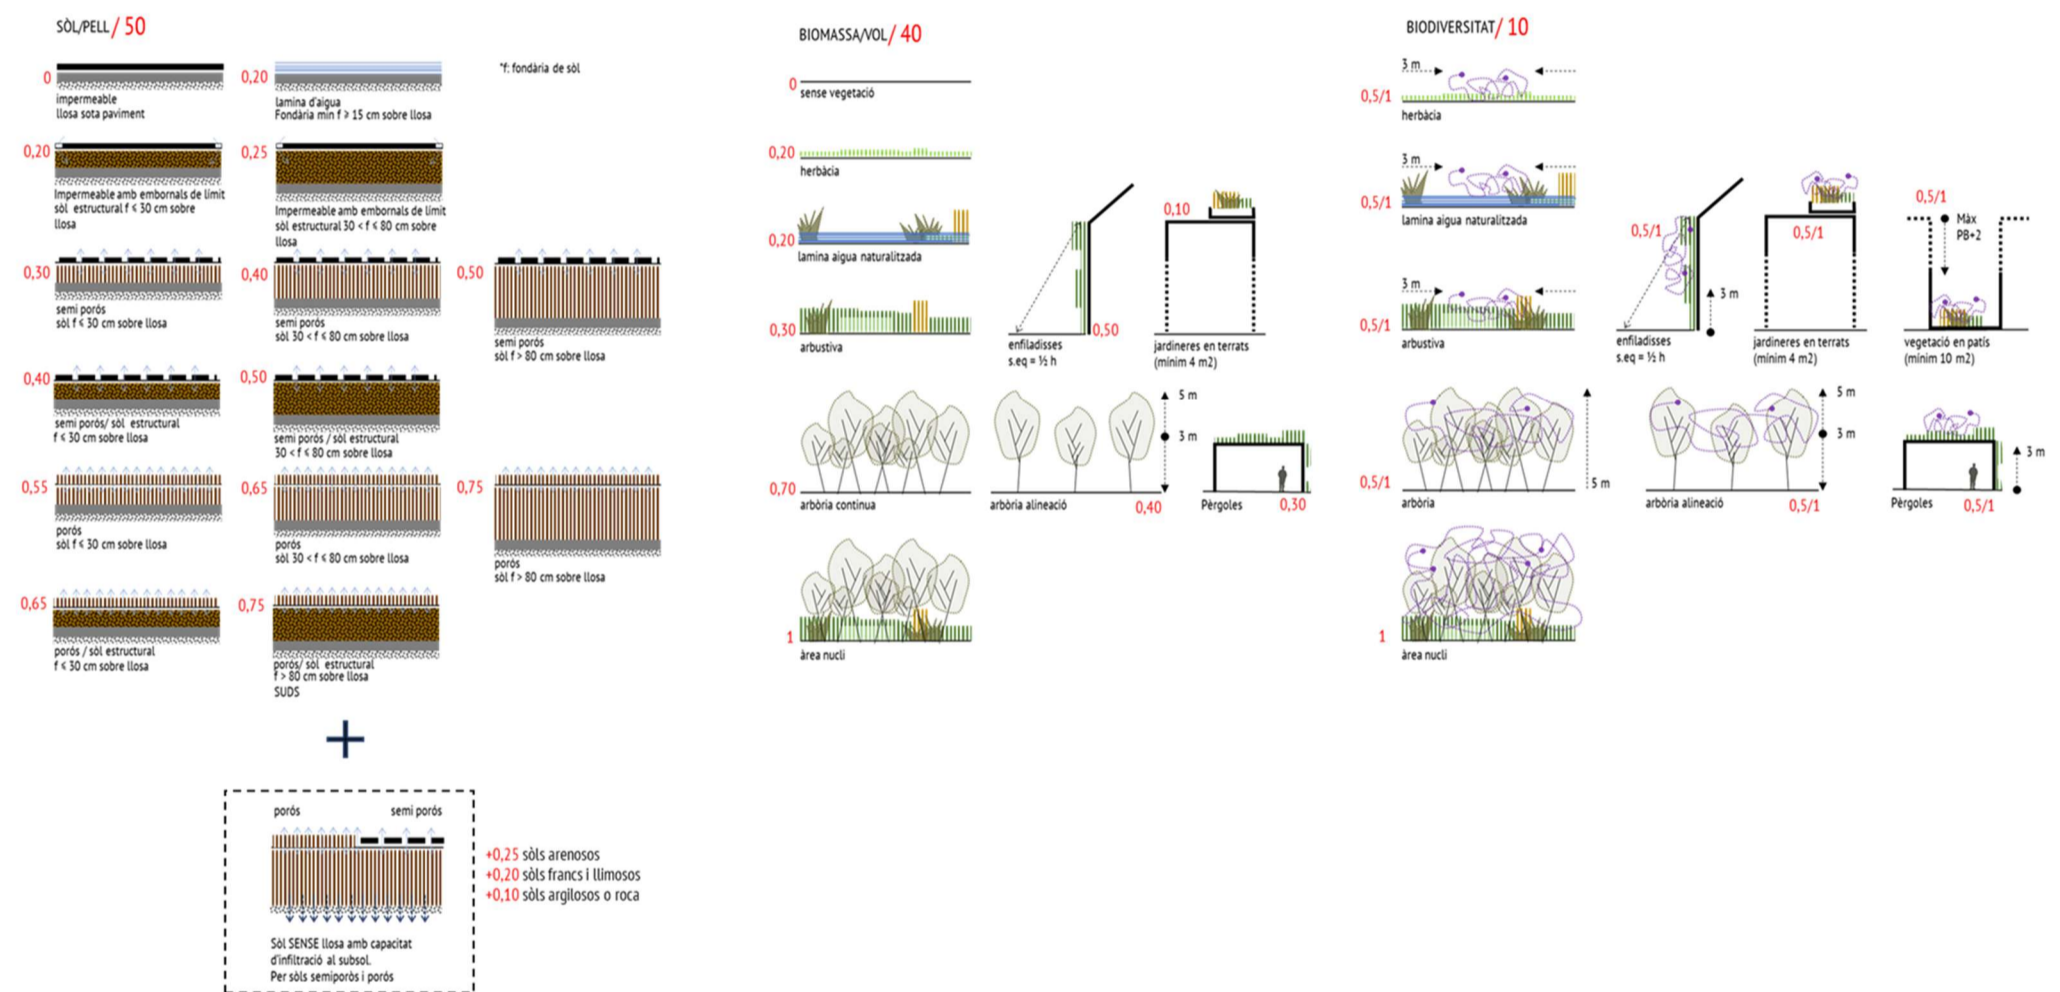 SÒL/PELL / 50
0
impermeable
llosa sota paviment
0,20
lamina d'aigua
Fondària min f ≥ 15 cm sobre llosa
*f: fondària de sòl
0,20
Impermeable amb embornals de límit
sòl estructural f ≤ 30 cm sobre
llosa
0,25
Impermeable amb embornals de límit
sòl estructural 30 < f ≤ 80 cm sobre
llosa
0,30
semi porós
sòl f ≤ 30 cm sobre llosa
0,40
semi porós
sòl 30 < f ≤ 80 cm sobre llosa
0,50
semi porós
sòl f > 80 cm sobre llosa
0,40
semi porós/ sòl estructural
f ≤ 30 cm sobre llosa
0,50
semi porós / sòl estructural
30 < f ≤ 80 cm sobre llosa
0,55
porós
sòl f ≤ 30 cm sobre llosa
0,65
porós
sòl 30 < f ≤ 80 cm sobre llosa
0,75
porós
sòl f > 80 cm sobre llosa
0,65
porós / sòl estructural
f ≤ 30 cm sobre llosa
0,75
porós/ sòl estructural
f > 80 cm sobre llosa
SUDS
+
porós
semi porós
Sòl SENSE llosa amb capacitat
d'infiltració al subsol.
Per sòls semiporòs i porós
+0,25 sòls arenosos
+0,20 sòls francs i llimosos
+0,10 sòls argilosos o roca
BIOMASSA/VOL / 40
0
sense vegetació
0,20
herbàcia
0,20
lamina aigua naturalitzada
0,30
arbustiva
0,50
enfiladisses
s.eq = ½ h
0,10
jardineres en terrats
(mínim 4 m2)
0,70
arbòria contínua
5 m
3 m
arbòria alineació
0,40
Pèrgoles
0,30
1
àrea nucli
BIODIVERSITAT / 10
3 m
0,5/1
herbàcia
3 m
0,5/1
lamina aigua naturalitzada
3 m
0,5/1
arbustiva
0,5/1
3 m
enfiladisses
s.eq = ½ h
0,5/1
jardineres en terrats
(mínim 4 m2)
0,5/1
Màx
PB+2
vegetació en patís
(mínim 10 m2)
0,5/1
5 m
arbòria
5 m
3 m
arbòria alineació
0,5/1
3 m
Pèrgoles
0,5/1
1
àrea nucli